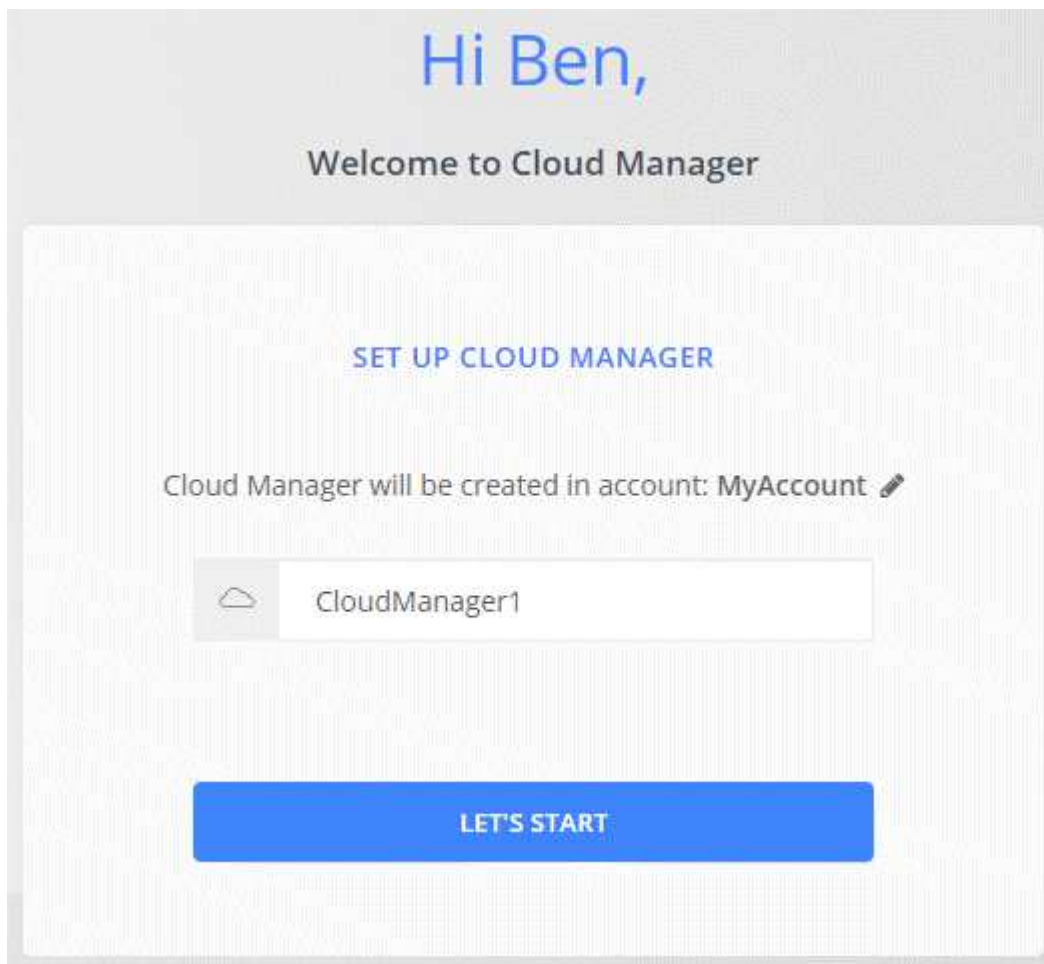 Hi Ben,
Welcome to Cloud Manager
SET UP CLOUD MANAGER
Cloud Manager will be created in account: MyAccount
CloudManager1
LET'S START